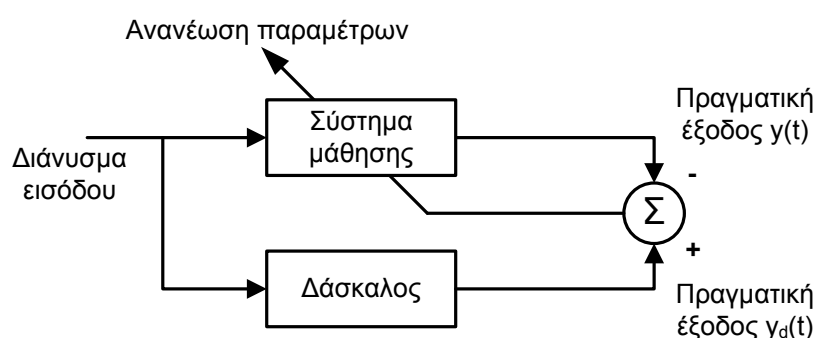 Ανανέωση παραμέτρων
Σύστημα
μάθησης
Πραγματική
έξοδος y(t)
Διάνυσμα
εισόδου
-
Σ
+
Δάσκαλος
Πραγματική
έξοδος yd(t)